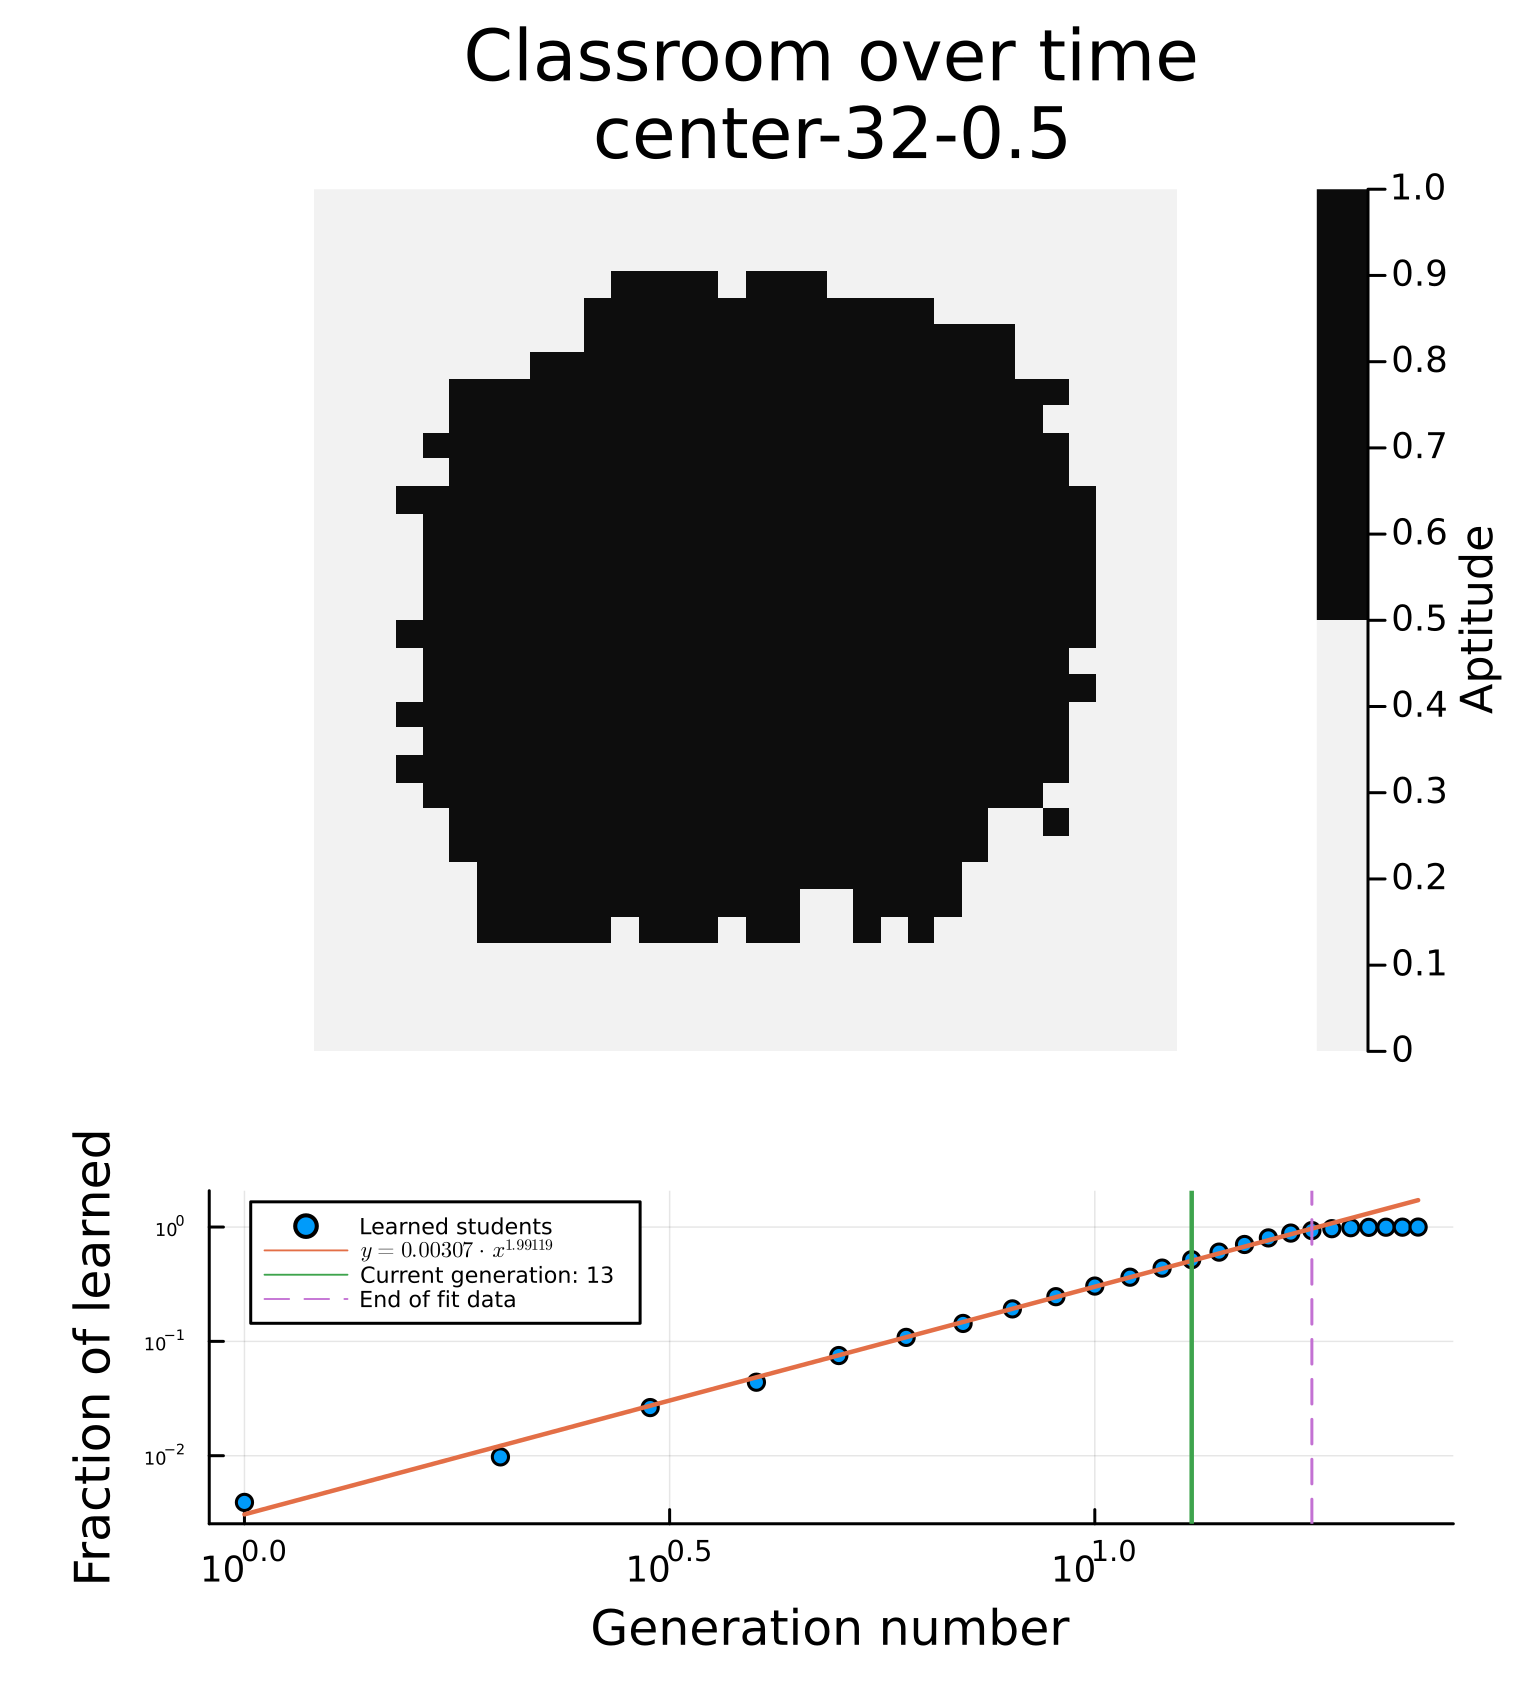 Classroom over time
center-32-0.5
1.0
0.9
0.8
0.7
0.6
0.5
0.4
0.3
0.2
0.1
0
Aptitude
Fraction of learned
10^0
10^−1
10^−2
Learned students
y = 0.00307 · x^1.99119
Current generation: 13
End of fit data
10^0.0
10^0.5
10^1.0
Generation number